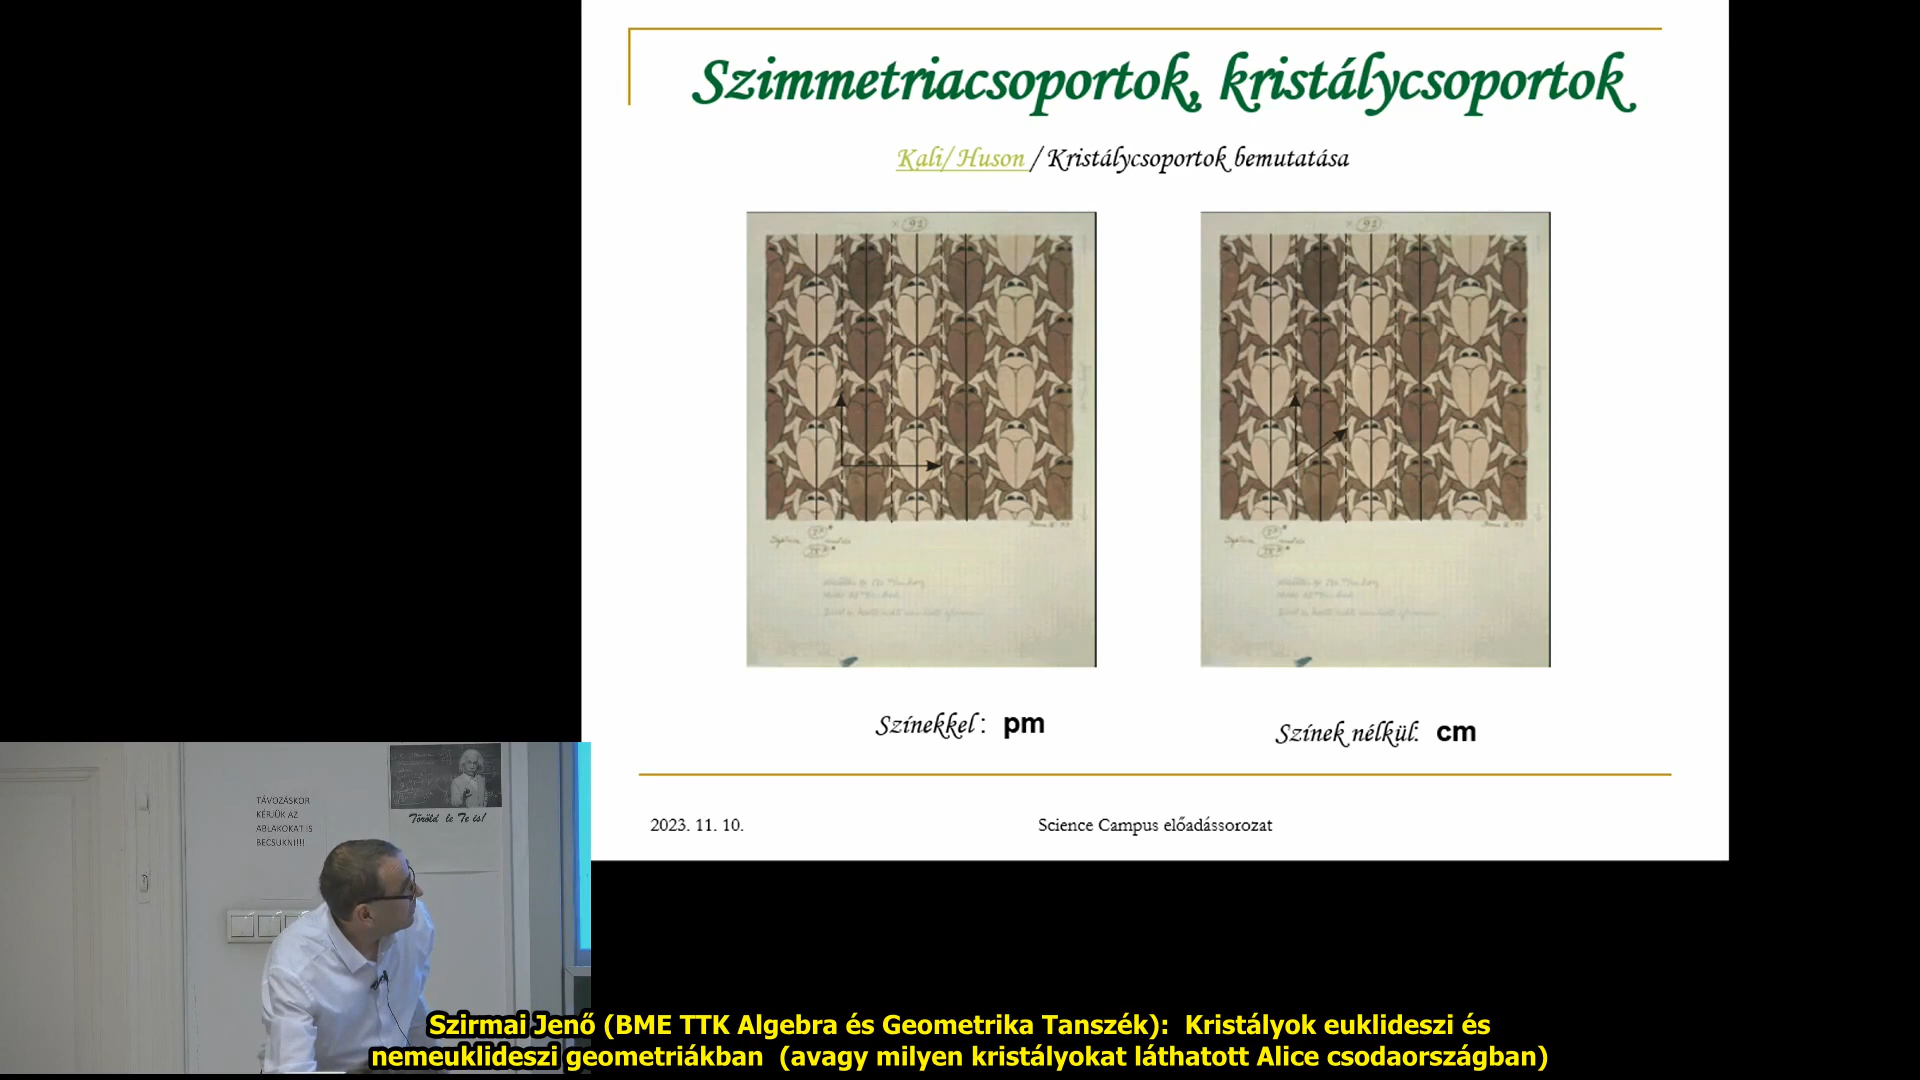 Szimmetriacsoportok, kristálycsoportok
Kali/ Huson / Kristálycsoportok bemutatása
92
92
Színekkel: pm
Színek nélkül: cm
2023. 11. 10.
Science Campus előadássorozat
TÁVOZÁSKOR
KÉRJÜK AZ
ABLAKOKAT IS
BECSUKNI!!!
Töröld le Te is!
Szirmai Jenő (BME TTK Algebra és Geometrika Tanszék): Kristályok euklideszi és
nemeuklideszi geometriákban (avagy milyen kristályokat láthatott Alice csodaországban)